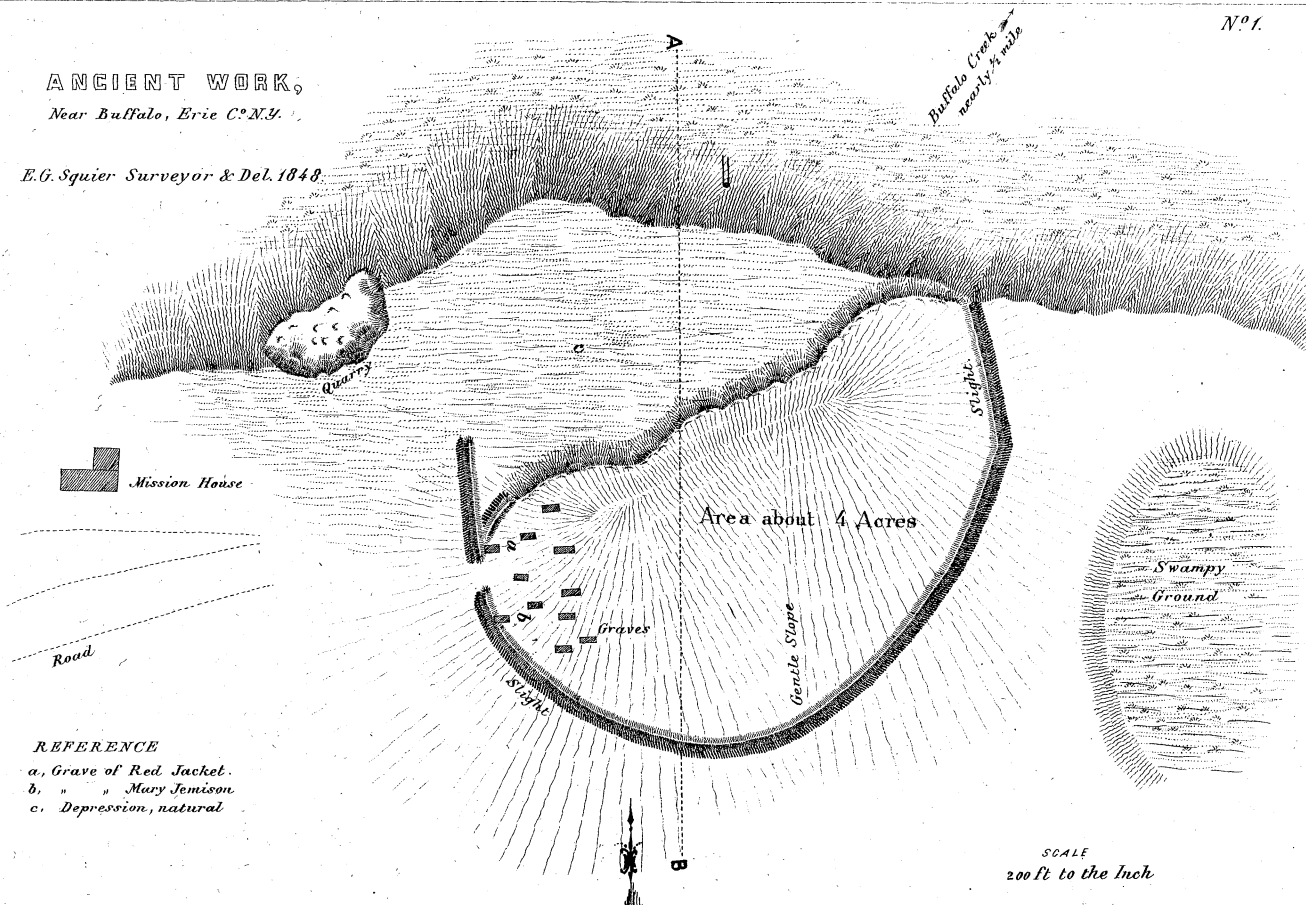 Nº 1.
ANCIENT WORK,
Near Buffalo, Erie Cº N.Y.
E.G. Squier Surveyor & Del. 1848.
Buffalo Creek
nearly ½ mile
A
Quarry
c
Slight
Mission House
Area about 4 Acres
a
Swampy
Ground
b
Graves
Gentle Slope
Road
Slight
REFERENCE
a, Grave of Red Jacket.
b, " " Mary Jemison
c. Depression, natural
B
SCALE
200 ft to the Inch